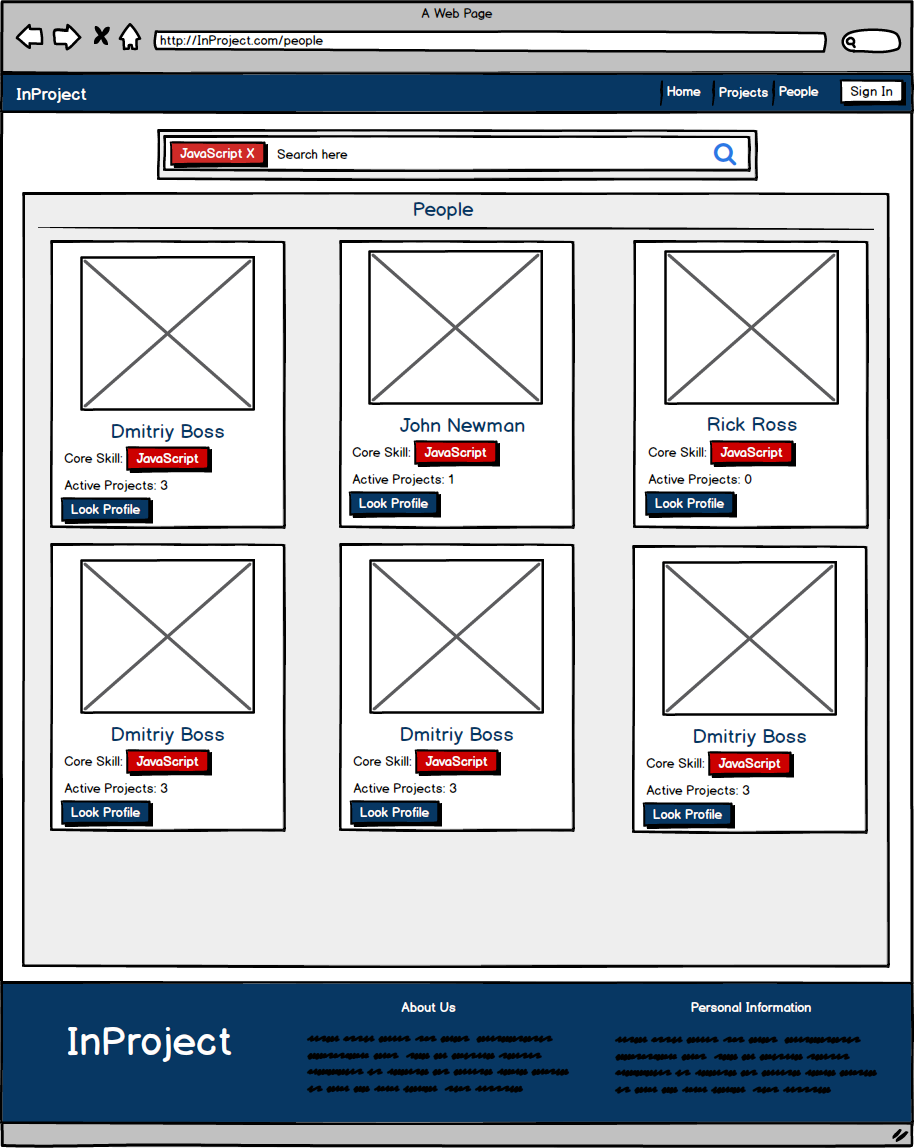 A Web Page
http://InProject.com/people
InProject Home Projects People Sign In
JavaScript X Search here
People
Dmitriy Boss
Core Skill: JavaScript
Active Projects: 3
Look Profile
John Newman
Core Skill: JavaScript
Active Projects: 1
Look Profile
Rick Ross
Core Skill: JavaScript
Active Projects: 0
Look Profile
Dmitriy Boss
Core Skill: JavaScript
Active Projects: 3
Look Profile
Dmitriy Boss
Core Skill: JavaScript
Active Projects: 3
Look Profile
Dmitriy Boss
Core Skill: JavaScript
Active Projects: 3
Look Profile
InProject
About Us
Personal Information